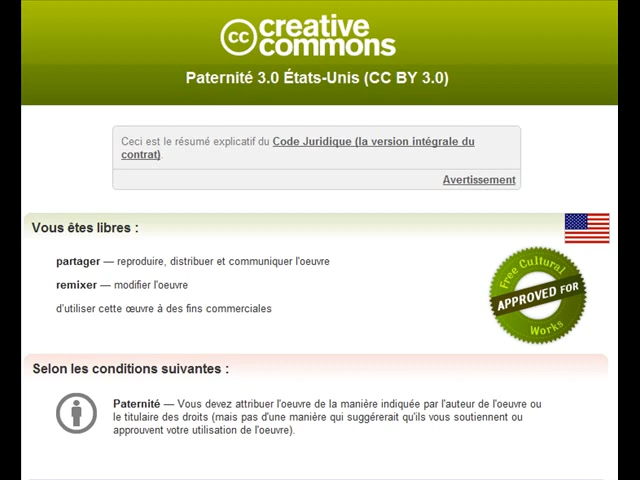 cc creative commons
Paternité 3.0 États-Unis (CC BY 3.0)
Ceci est le résumé explicatif du Code Juridique (la version intégrale du
contrat).
Avertissement
Vous êtes libres :
partager — reproduire, distribuer et communiquer l'oeuvre
remixer — modifier l'oeuvre
d'utiliser cette œuvre à des fins commerciales
Free Cultural
APPROVED FOR
Works
Selon les conditions suivantes :
Paternité — Vous devez attribuer l'oeuvre de la manière indiquée par l'auteur de l'oeuvre ou
le titulaire des droits (mais pas d'une manière qui suggérerait qu'ils vous soutiennent ou
approuvent votre utilisation de l'oeuvre).